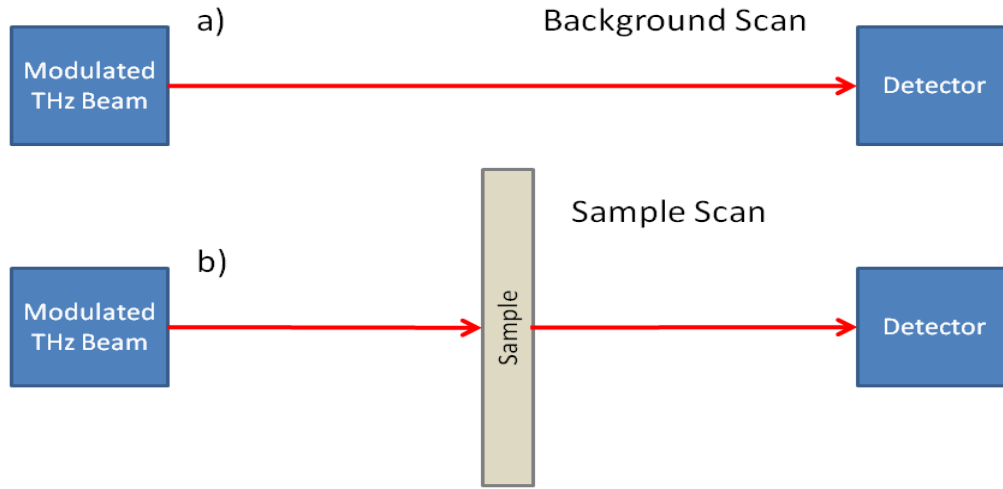 a)
Background Scan
Modulated
THz Beam
Detector
Sample Scan
b)
Modulated
THz Beam
Sample
Detector